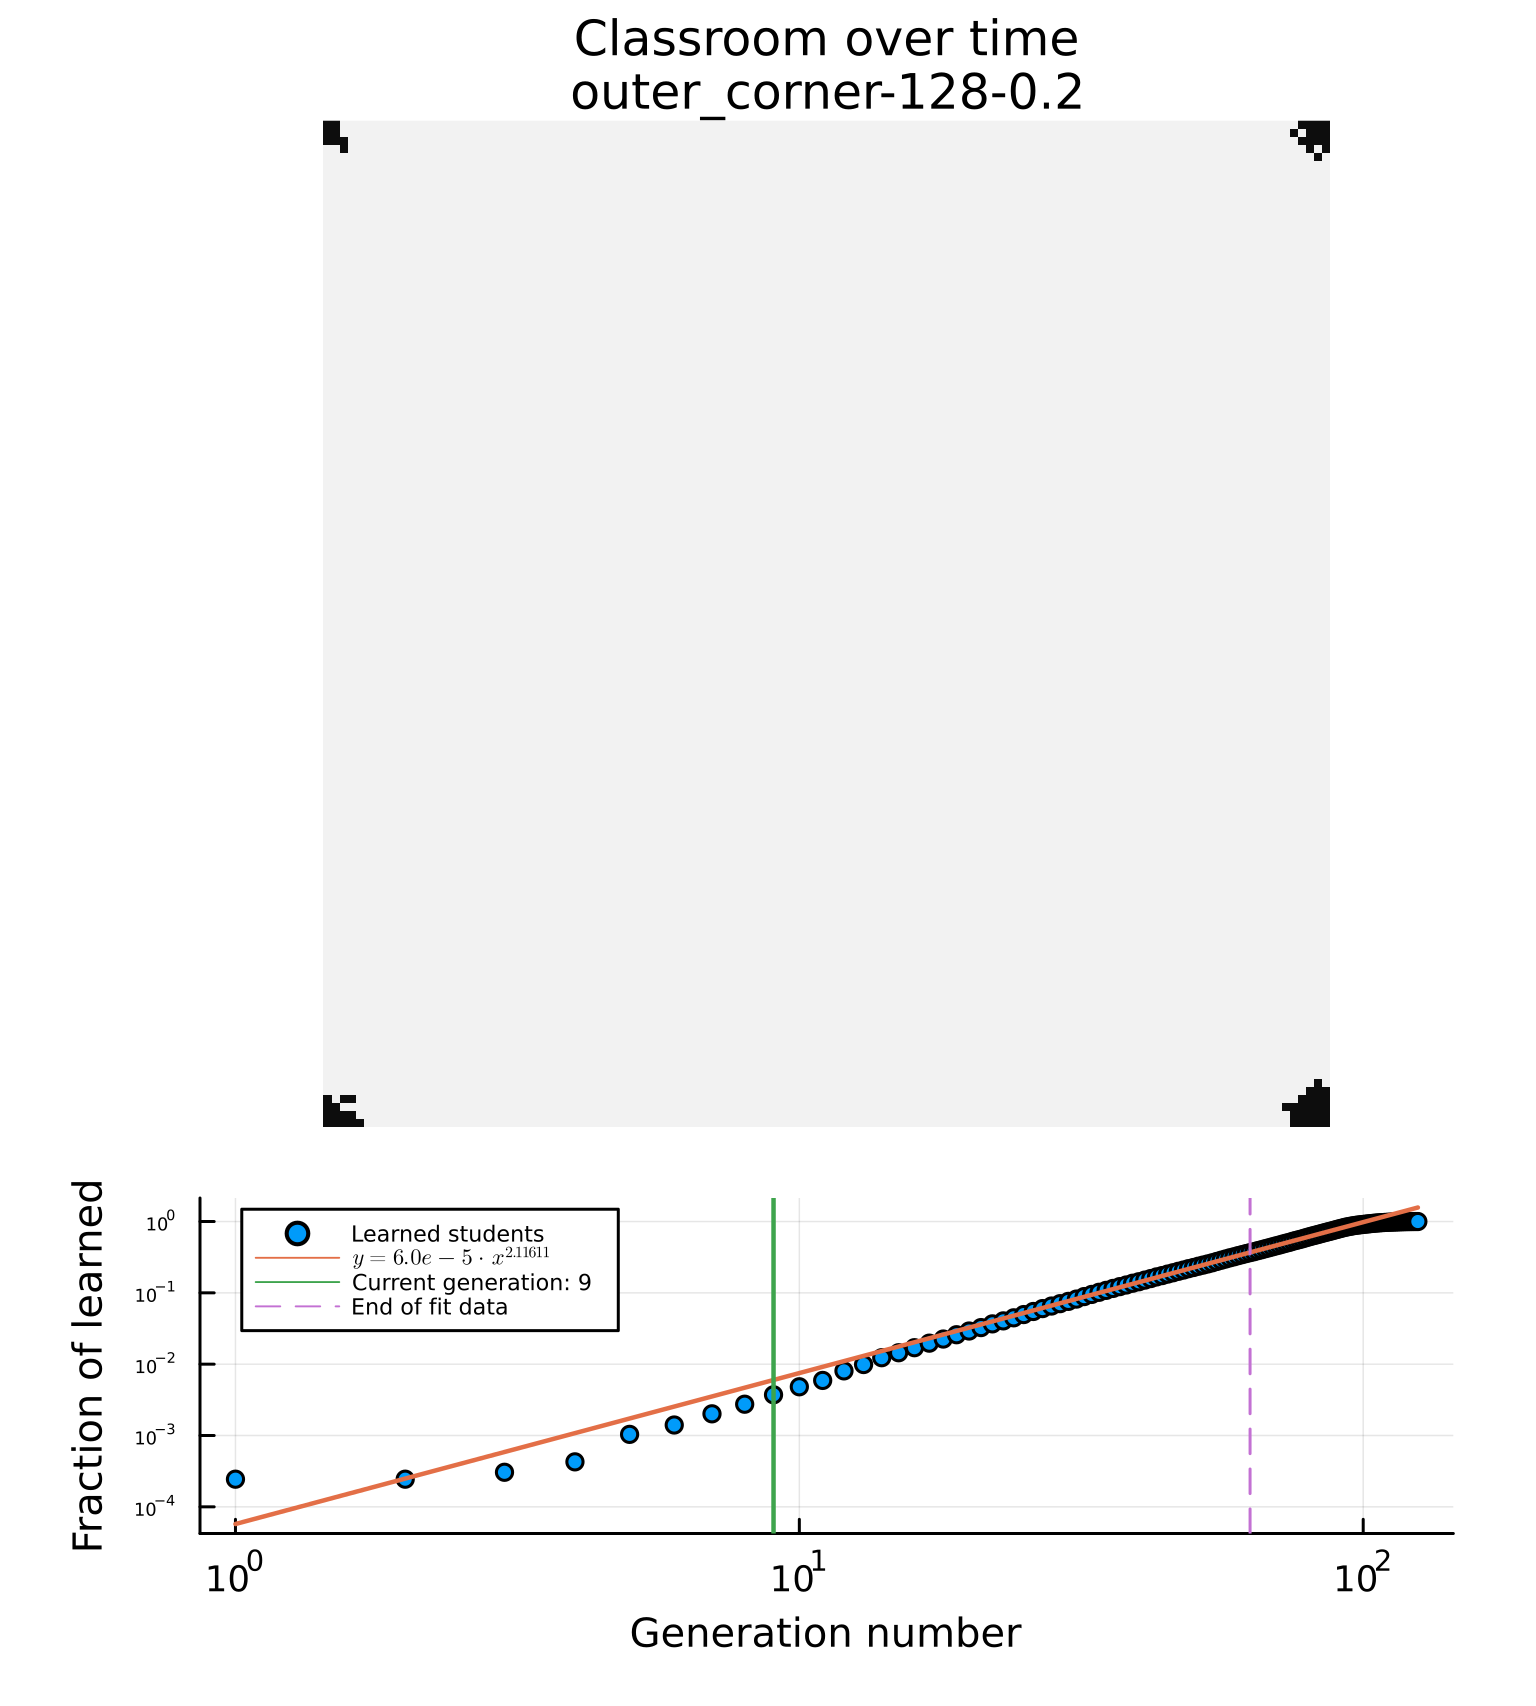 Classroom over time
outer_corner-128-0.2
Fraction of learned
10^0
10^-1
10^-2
10^-3
10^-4
Learned students
y = 6.0e − 5 · x^2.11611
Current generation: 9
End of fit data
10^0 10^1 10^2
Generation number